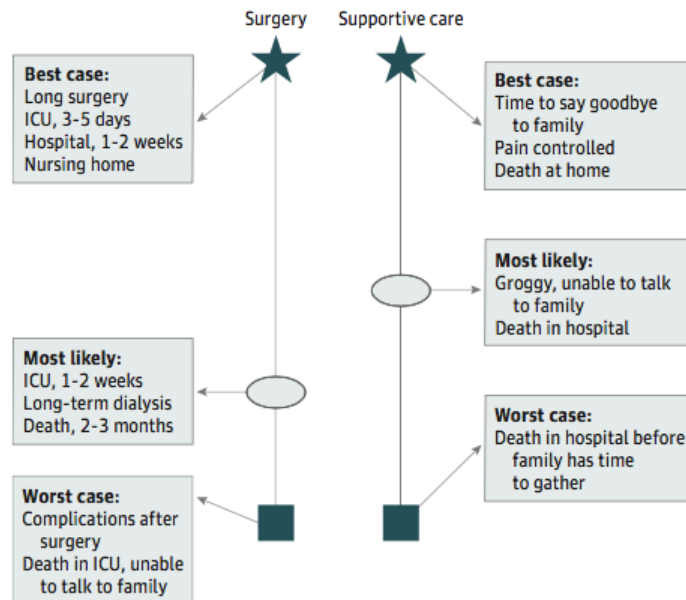 Surgery
Supportive care
Best case:
Long surgery
ICU, 3-5 days
Hospital, 1-2 weeks
Nursing home
Best case:
Time to say goodbye
to family
Pain controlled
Death at home
Most likely:
Groggy, unable to talk
to family
Death in hospital
Most likely:
ICU, 1-2 weeks
Long-term dialysis
Death, 2-3 months
Worst case:
Death in hospital before
family has time
to gather
Worst case:
Complications after
surgery
Death in ICU, unable
to talk to family